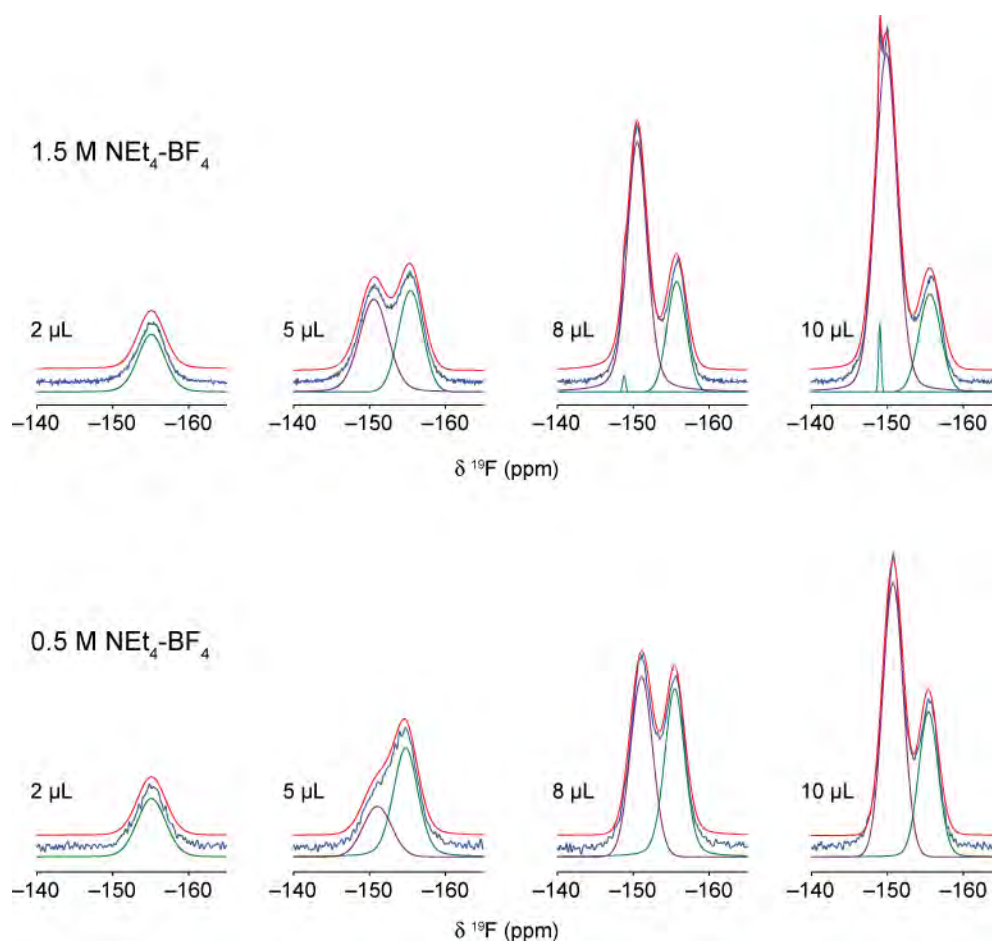 1.5 M NEt₄-BF₄
2 µL
5 µL
8 µL
10 µL
−140 −150 −160
−140 −150 −160
−140 −150 −160
−140 −150 −160
δ ¹⁹F (ppm)
0.5 M NEt₄-BF₄
2 µL
5 µL
8 µL
10 µL
−140 −150 −160
−140 −150 −160
−140 −150 −160
−140 −150 −160
δ ¹⁹F (ppm)